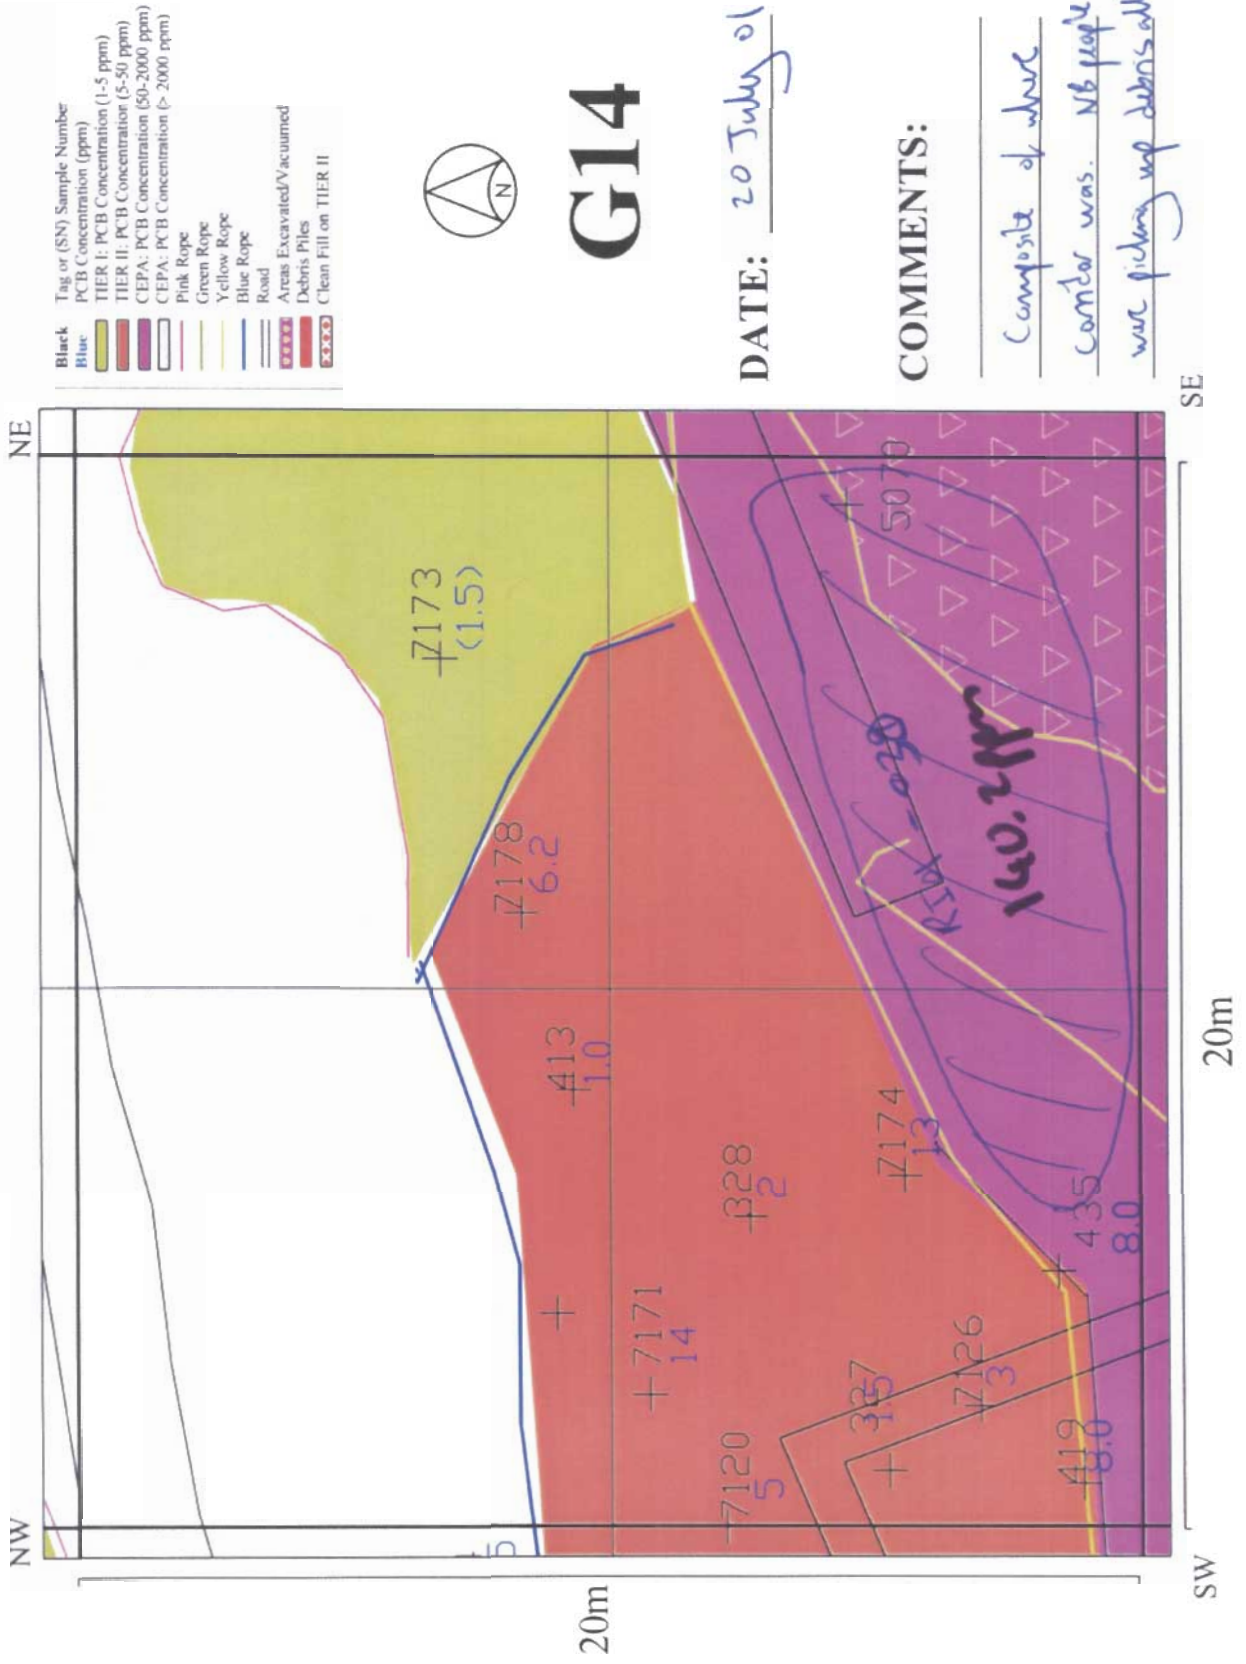 Black Tag or (SN) Sample Number
Blue PCB Concentration (ppm)
TIER I: PCB Concentration (1-5 ppm)
TIER II: PCB Concentration (5-50 ppm)
CEPA: PCB Concentration (50-2000 ppm)
CEPA: PCB Concentration (> 2000 ppm)
Pink Rope
Green Rope
Yellow Rope
Blue Rope
Road
Areas Excavated/Vacuumed
Debris Piles
Clean Fill on TIER II
N
G14
DATE: 20 July 01
COMMENTS:
Composite of where
was. NB people
were picking up debris all
NW
NE
SW
SE
20m
20m
7173
(1.5)
7178
6.2
413
1.0
328
2
7174
13
7171
14
7120
5
337
1.5
7126
3
419
8.0
435
8.0
5070
5
- 038
140.2ppm